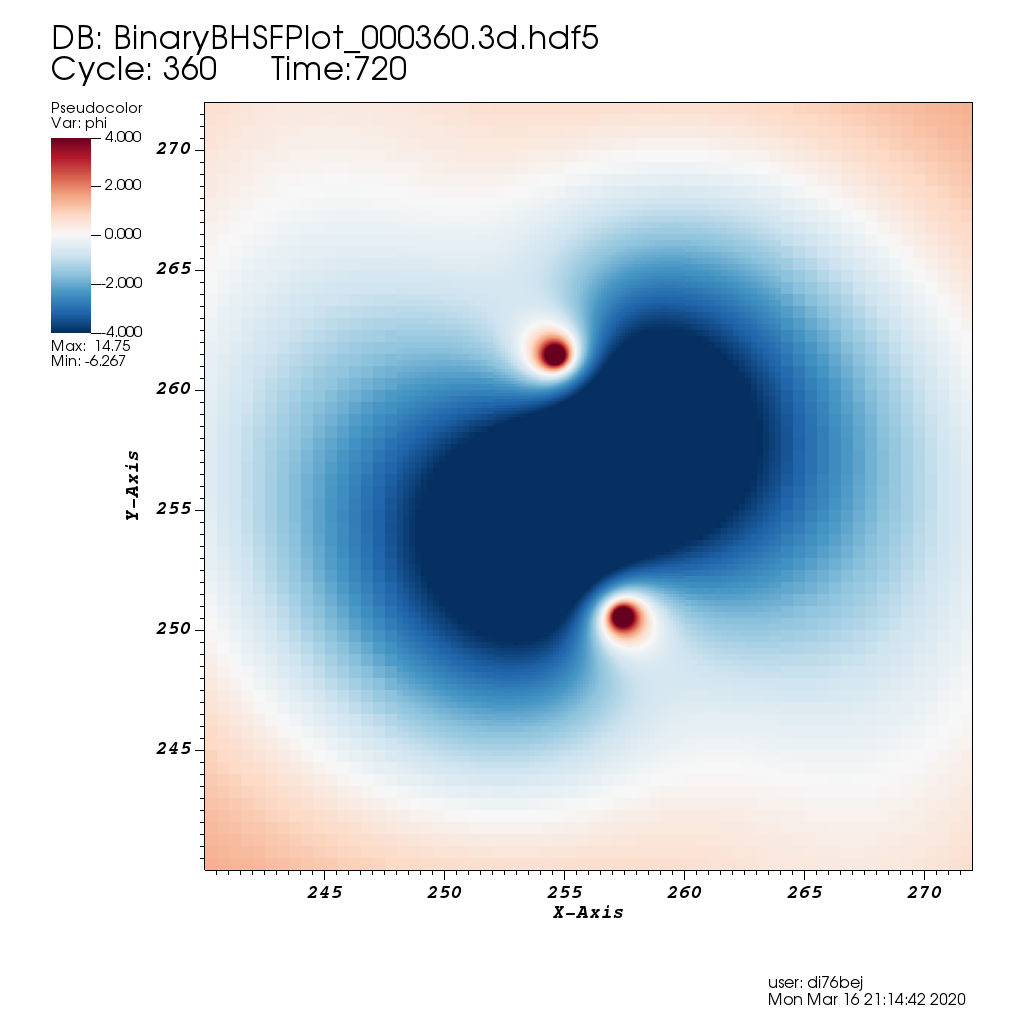 DB: BinaryBHSFPlot_000360.3d.hdf5
Cycle: 360 Time:720
Pseudocolor
Var: phi
4.000
2.000
0.000
-2.000
-4.000
Max: 14.75
Min: -6.267
270
265
260
255
250
245
Y-Axis
245 250 255 260 265 270
X-Axis
user: di76bej
Mon Mar 16 21:14:42 2020